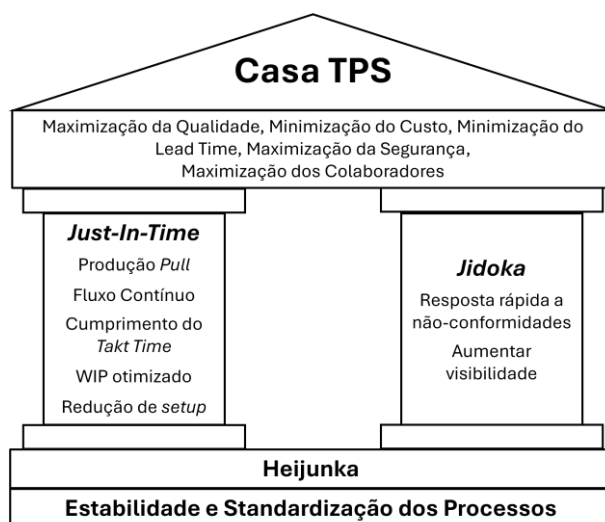 Casa TPS
Maximização da Qualidade, Minimização do Custo, Minimização do
Lead Time, Maximização da Segurança,
Maximização dos Colaboradores
Just-In-Time
Produção Pull
Fluxo Contínuo
Cumprimento do
Takt Time
WIP otimizado
Redução de setup
Jidoka
Resposta rápida a
não-conformidades
Aumentar
visibilidade
Heijunka
Estabilidade e Standardização dos Processos